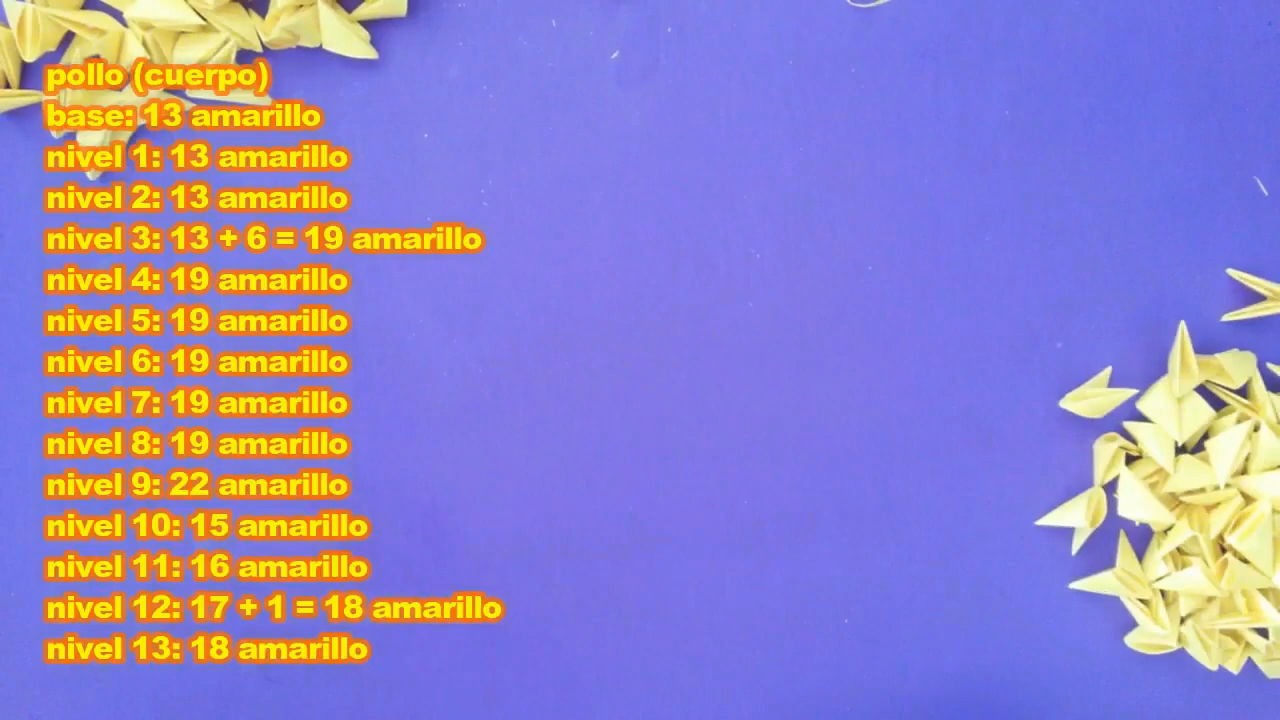 pollo (cuerpo)
base: 13 amarillo
nivel 1: 13 amarillo
nivel 2: 13 amarillo
nivel 3: 13 + 6 = 19 amarillo
nivel 4: 19 amarillo
nivel 5: 19 amarillo
nivel 6: 19 amarillo
nivel 7: 19 amarillo
nivel 8: 19 amarillo
nivel 9: 22 amarillo
nivel 10: 15 amarillo
nivel 11: 16 amarillo
nivel 12: 17 + 1 = 18 amarillo
nivel 13: 18 amarillo